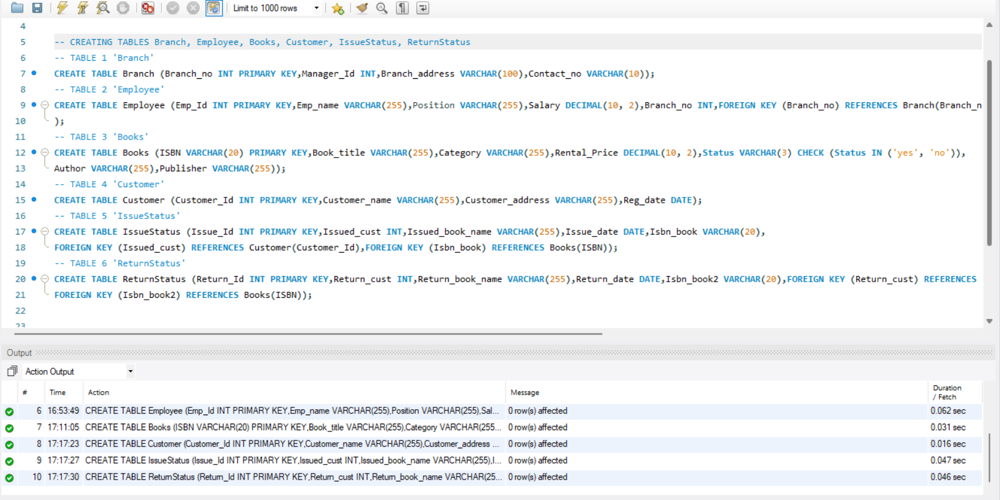 Limit to 1000 rows
4
5 -- CREATING TABLES Branch, Employee, Books, Customer, IssueStatus, ReturnStatus
6 -- TABLE 1 'Branch'
7 CREATE TABLE Branch (Branch_no INT PRIMARY KEY,Manager_Id INT,Branch_address VARCHAR(100),Contact_no VARCHAR(10));
8 -- TABLE 2 'Employee'
9 CREATE TABLE Employee (Emp_Id INT PRIMARY KEY,Emp_name VARCHAR(255),Position VARCHAR(255),Salary DECIMAL(10, 2),Branch_no INT,FOREIGN KEY (Branch_no) REFERENCES Branch(Branch_n
10 );
11 -- TABLE 3 'Books'
12 CREATE TABLE Books (ISBN VARCHAR(20) PRIMARY KEY,Book_title VARCHAR(255),Category VARCHAR(255),Rental_Price DECIMAL(10, 2),Status VARCHAR(3) CHECK (Status IN ('yes', 'no')),
13 Author VARCHAR(255),Publisher VARCHAR(255));
14 -- TABLE 4 'Customer'
15 CREATE TABLE Customer (Customer_Id INT PRIMARY KEY,Customer_name VARCHAR(255),Customer_address VARCHAR(255),Reg_date DATE);
16 -- TABLE 5 'IssueStatus'
17 CREATE TABLE IssueStatus (Issue_Id INT PRIMARY KEY,Issued_cust INT,Issued_book_name VARCHAR(255),Issue_date DATE,Isbn_book VARCHAR(20),
18 FOREIGN KEY (Issued_cust) REFERENCES Customer(Customer_Id),FOREIGN KEY (Isbn_book) REFERENCES Books(ISBN));
19 -- TABLE 6 'ReturnStatus'
20 CREATE TABLE ReturnStatus (Return_Id INT PRIMARY KEY,Return_cust INT,Return_book_name VARCHAR(255),Return_date DATE,Isbn_book2 VARCHAR(20),FOREIGN KEY (Return_cust) REFERENCES
21 FOREIGN KEY (Isbn_book2) REFERENCES Books(ISBN));
22
23
Output
Action Output
# Time Action Message Duration / Fetch
6 16:53:49 CREATE TABLE Employee (Emp_Id INT PRIMARY KEY,Emp_name VARCHAR(255),Position VARCHAR(255),Sal... 0 row(s) affected 0.062 sec
7 17:11:05 CREATE TABLE Books (ISBN VARCHAR(20) PRIMARY KEY,Book_title VARCHAR(255),Category VARCHAR(255... 0 row(s) affected 0.031 sec
8 17:17:23 CREATE TABLE Customer (Customer_Id INT PRIMARY KEY,Customer_name VARCHAR(255),Customer_address ... 0 row(s) affected 0.016 sec
9 17:17:27 CREATE TABLE IssueStatus (Issue_Id INT PRIMARY KEY,Issued_cust INT,Issued_book_name VARCHAR(255),I... 0 row(s) affected 0.047 sec
10 17:17:30 CREATE TABLE ReturnStatus (Return_Id INT PRIMARY KEY,Return_cust INT,Return_book_name VARCHAR(25... 0 row(s) affected 0.046 sec